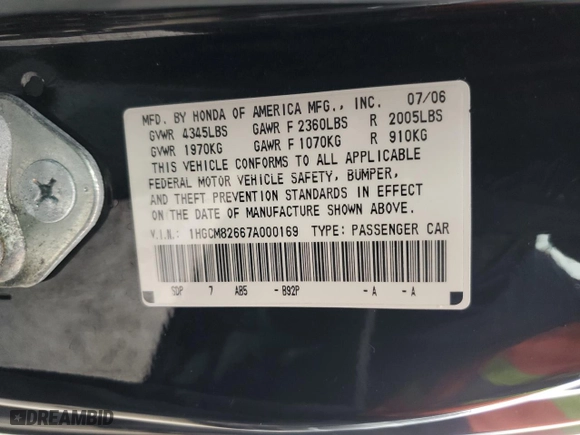 MFD. BY HONDA OF AMERICA MFG., INC. 07/06
GVWR 4345LBS GAWR F 2360LBS R 2005LBS
GVWR 1970KG GAWR F 1070KG R 910KG
THIS VEHICLE CONFORMS TO ALL APPLICABLE
FEDERAL MOTOR VEHICLE SAFETY, BUMPER,
AND THEFT PREVENTION STANDARDS IN EFFECT
ON THE DATE OF MANUFACTURE SHOWN ABOVE.
V.I.N.: 1HGCM82667A000169 TYPE: PASSENGER CAR
SDP 7 AB5 - B92P - A - A
DREAMBID